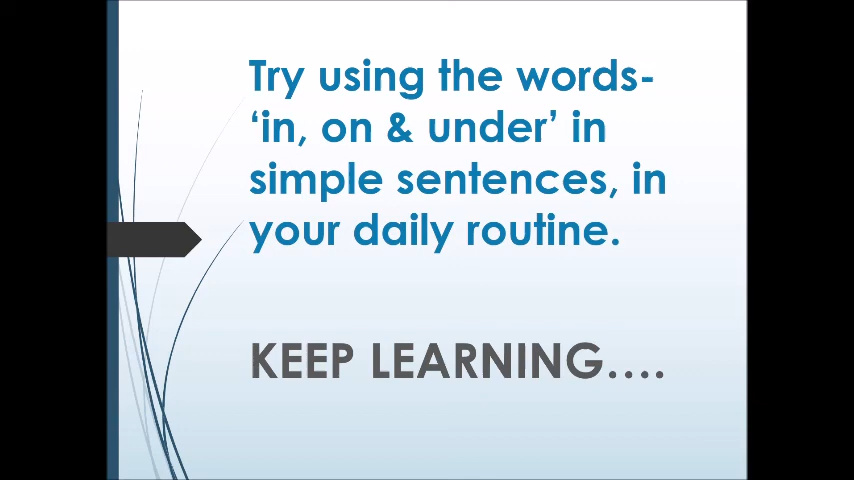 Try using the words-
‘in, on & under’ in
simple sentences, in
your daily routine.
KEEP LEARNING....